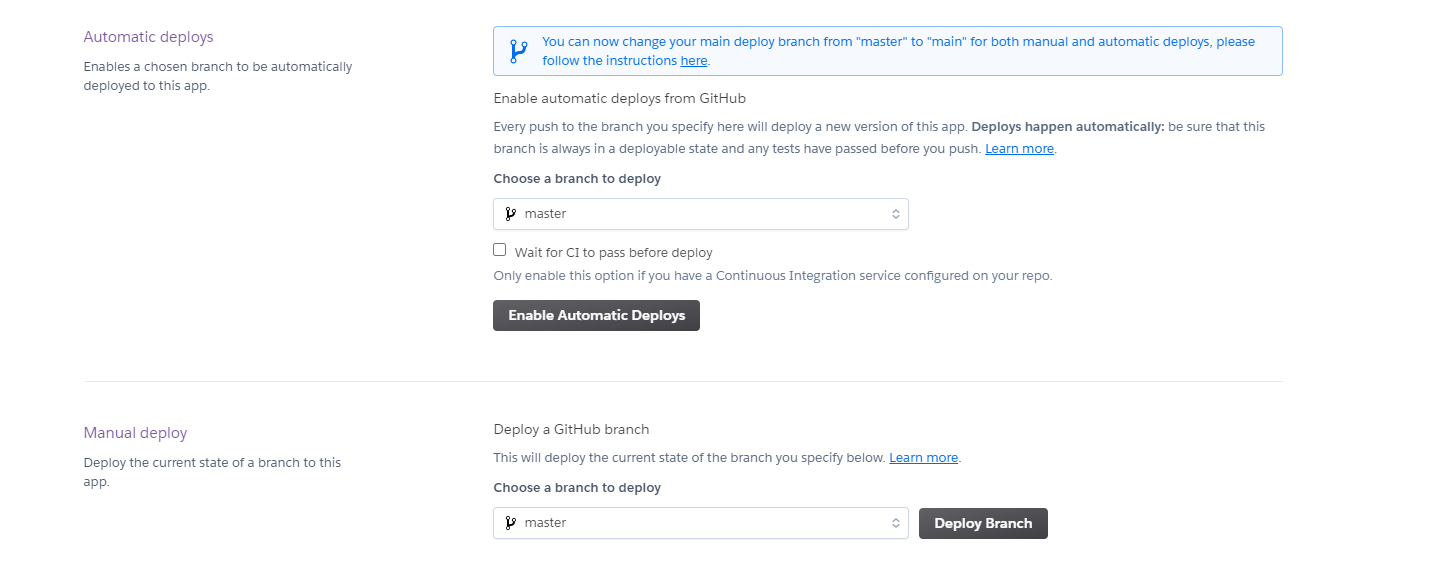 Automatic deploys
Enables a chosen branch to be automatically
deployed to this app.
You can now change your main deploy branch from "master" to "main" for both manual and automatic deploys, please
follow the instructions here.
Enable automatic deploys from GitHub
Every push to the branch you specify here will deploy a new version of this app. Deploys happen automatically: be sure that this
branch is always in a deployable state and any tests have passed before you push. Learn more.
Choose a branch to deploy
master
Wait for CI to pass before deploy
Only enable this option if you have a Continuous Integration service configured on your repo.
Enable Automatic Deploys
Manual deploy
Deploy the current state of a branch to this
app.
Deploy a GitHub branch
This will deploy the current state of the branch you specify below. Learn more.
Choose a branch to deploy
master
Deploy Branch